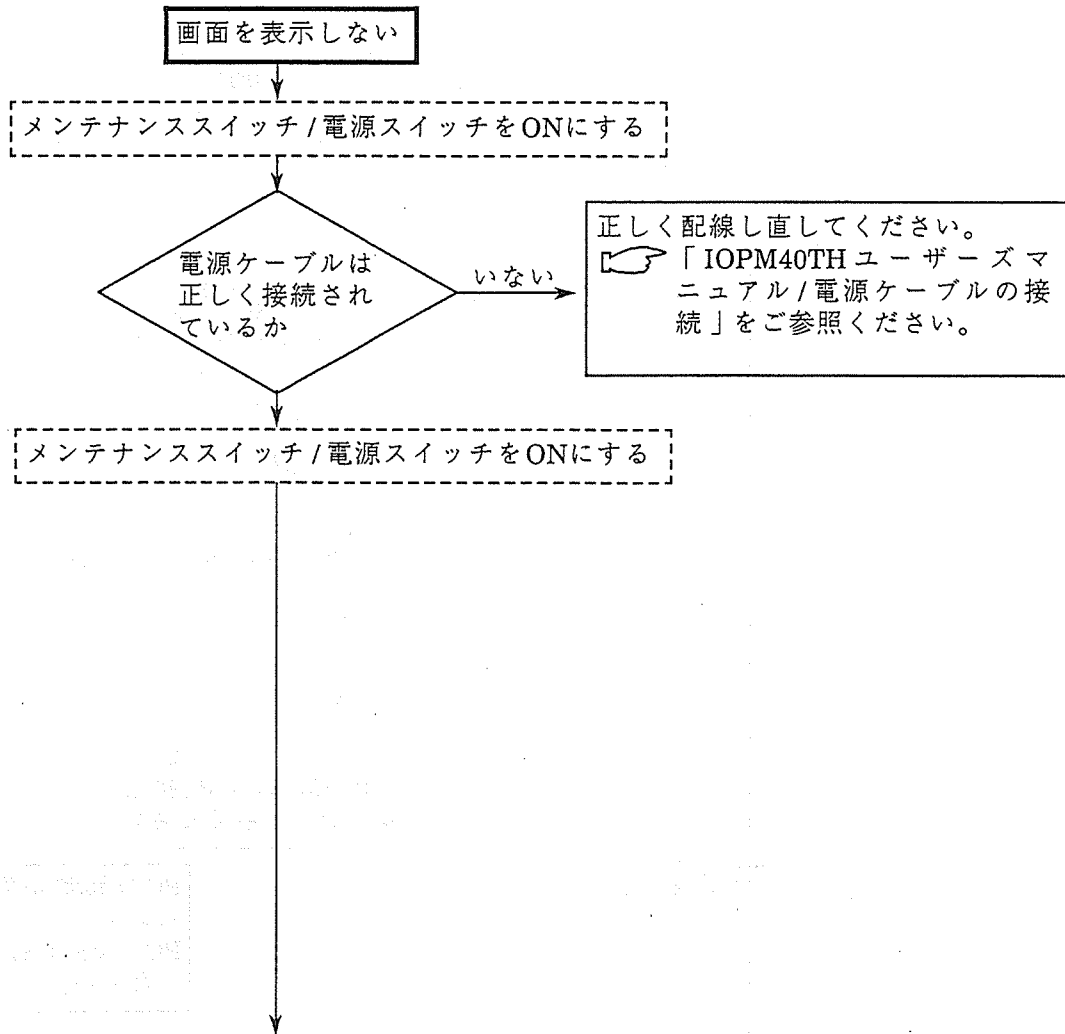 画面を表示しない
メンテナンススイッチ/電源スイッチをONにする
電源ケーブルは
正しく接続され
ているか
いない
正しく配線し直してください。
「IOPM40THユーザーズマ
ニュアル/電源ケーブルの接
続」をご参照ください。
メンテナンススイッチ/電源スイッチをONにする